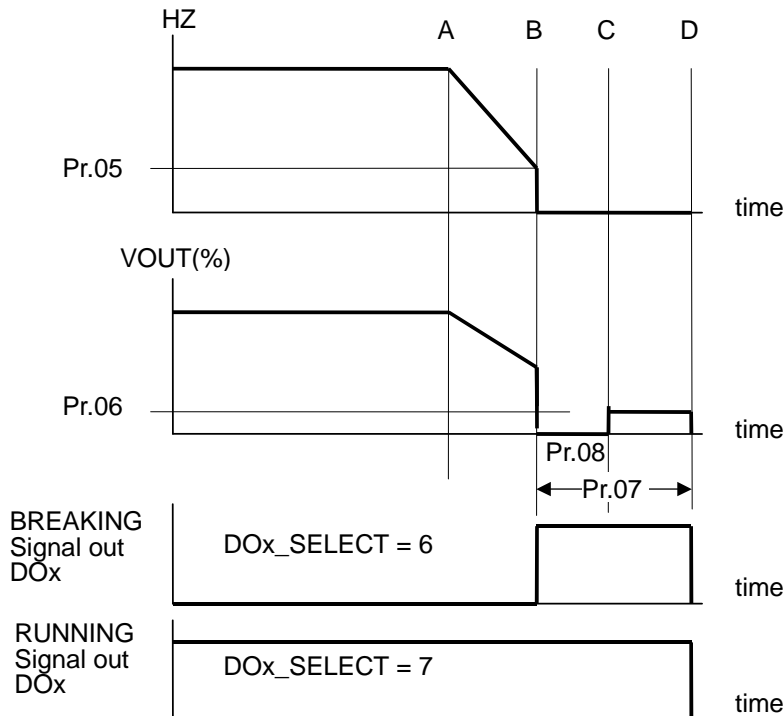 HZ
A B C D
Pr.05
time
VOUT(%)
Pr.06
time
Pr.08
Pr.07
BREAKING
Signal out
DOx
DOx_SELECT = 6
time
RUNNING
Signal out
DOx
DOx_SELECT = 7
time